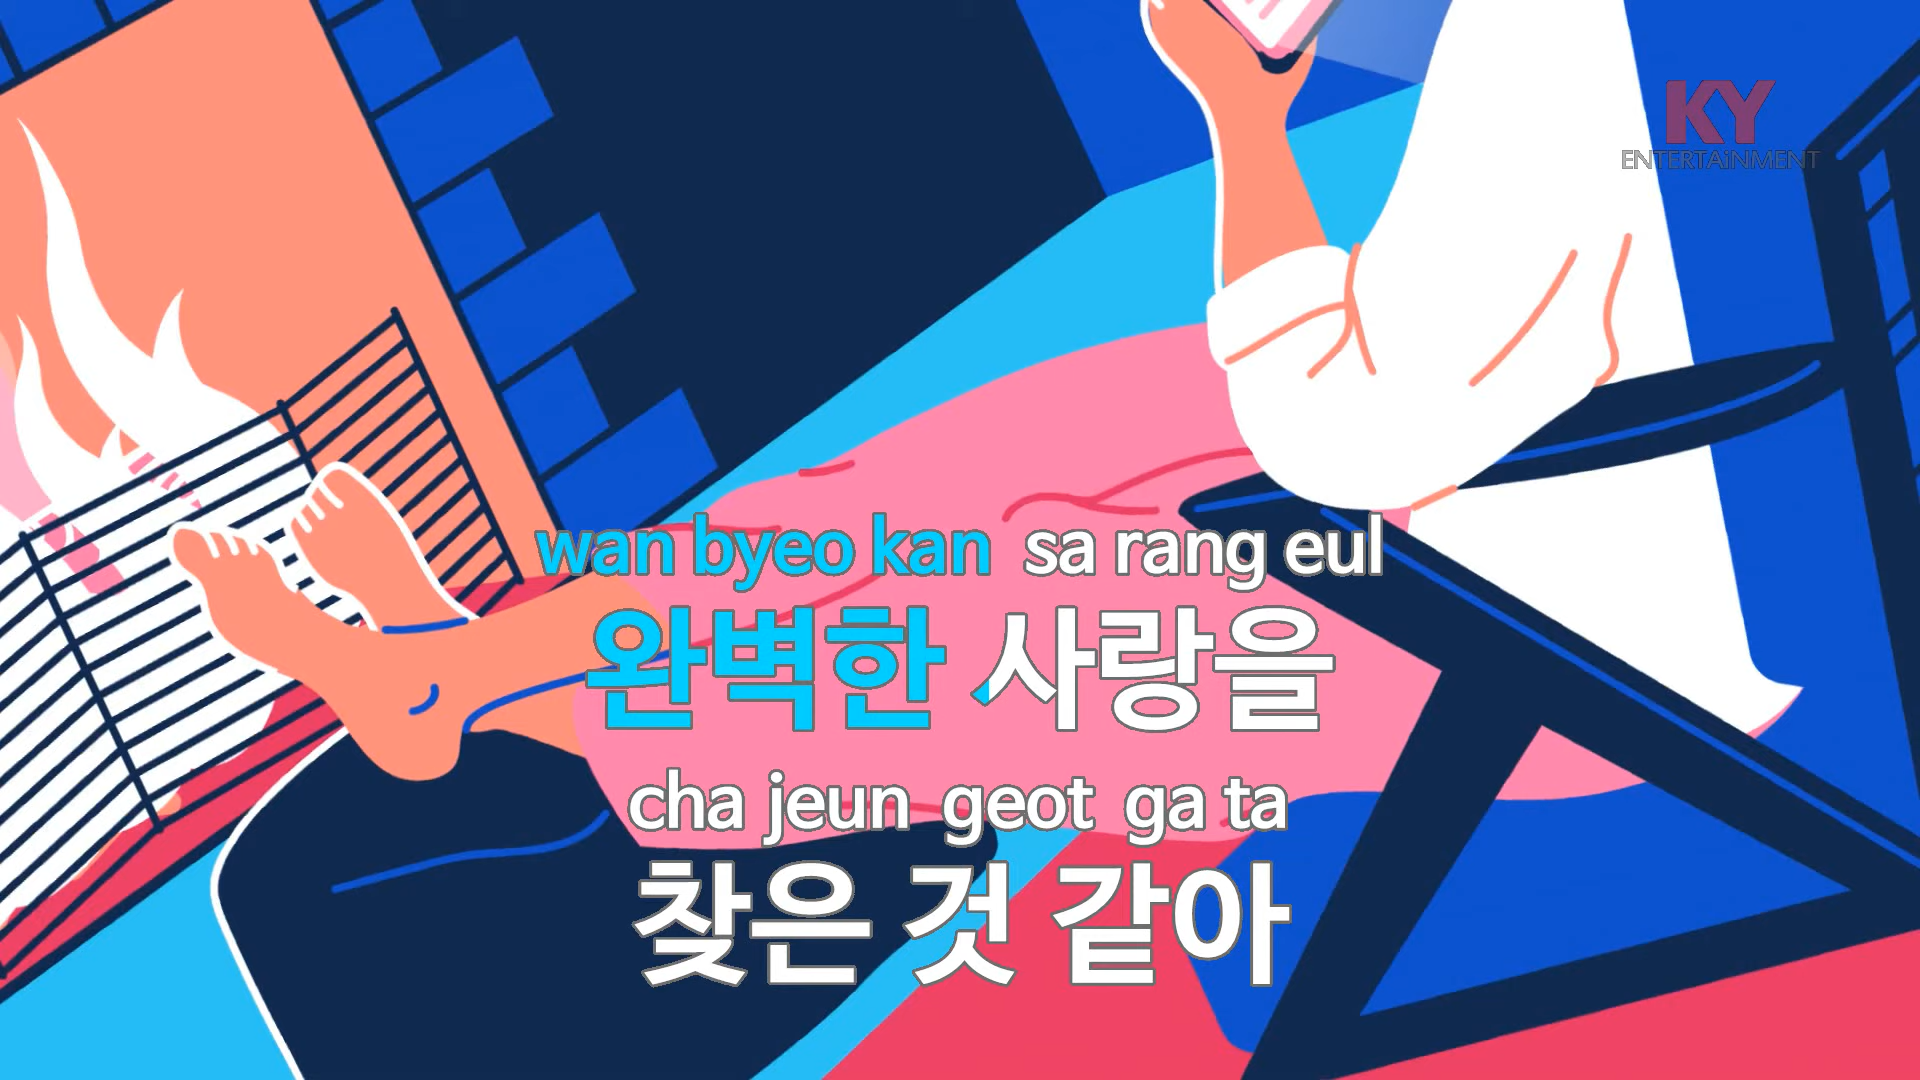 KY
ENTERTAiNMENT
wan byeo kan sa rang eul
완벽한 사랑을
cha jeun geot ga ta
찾은 것 같아